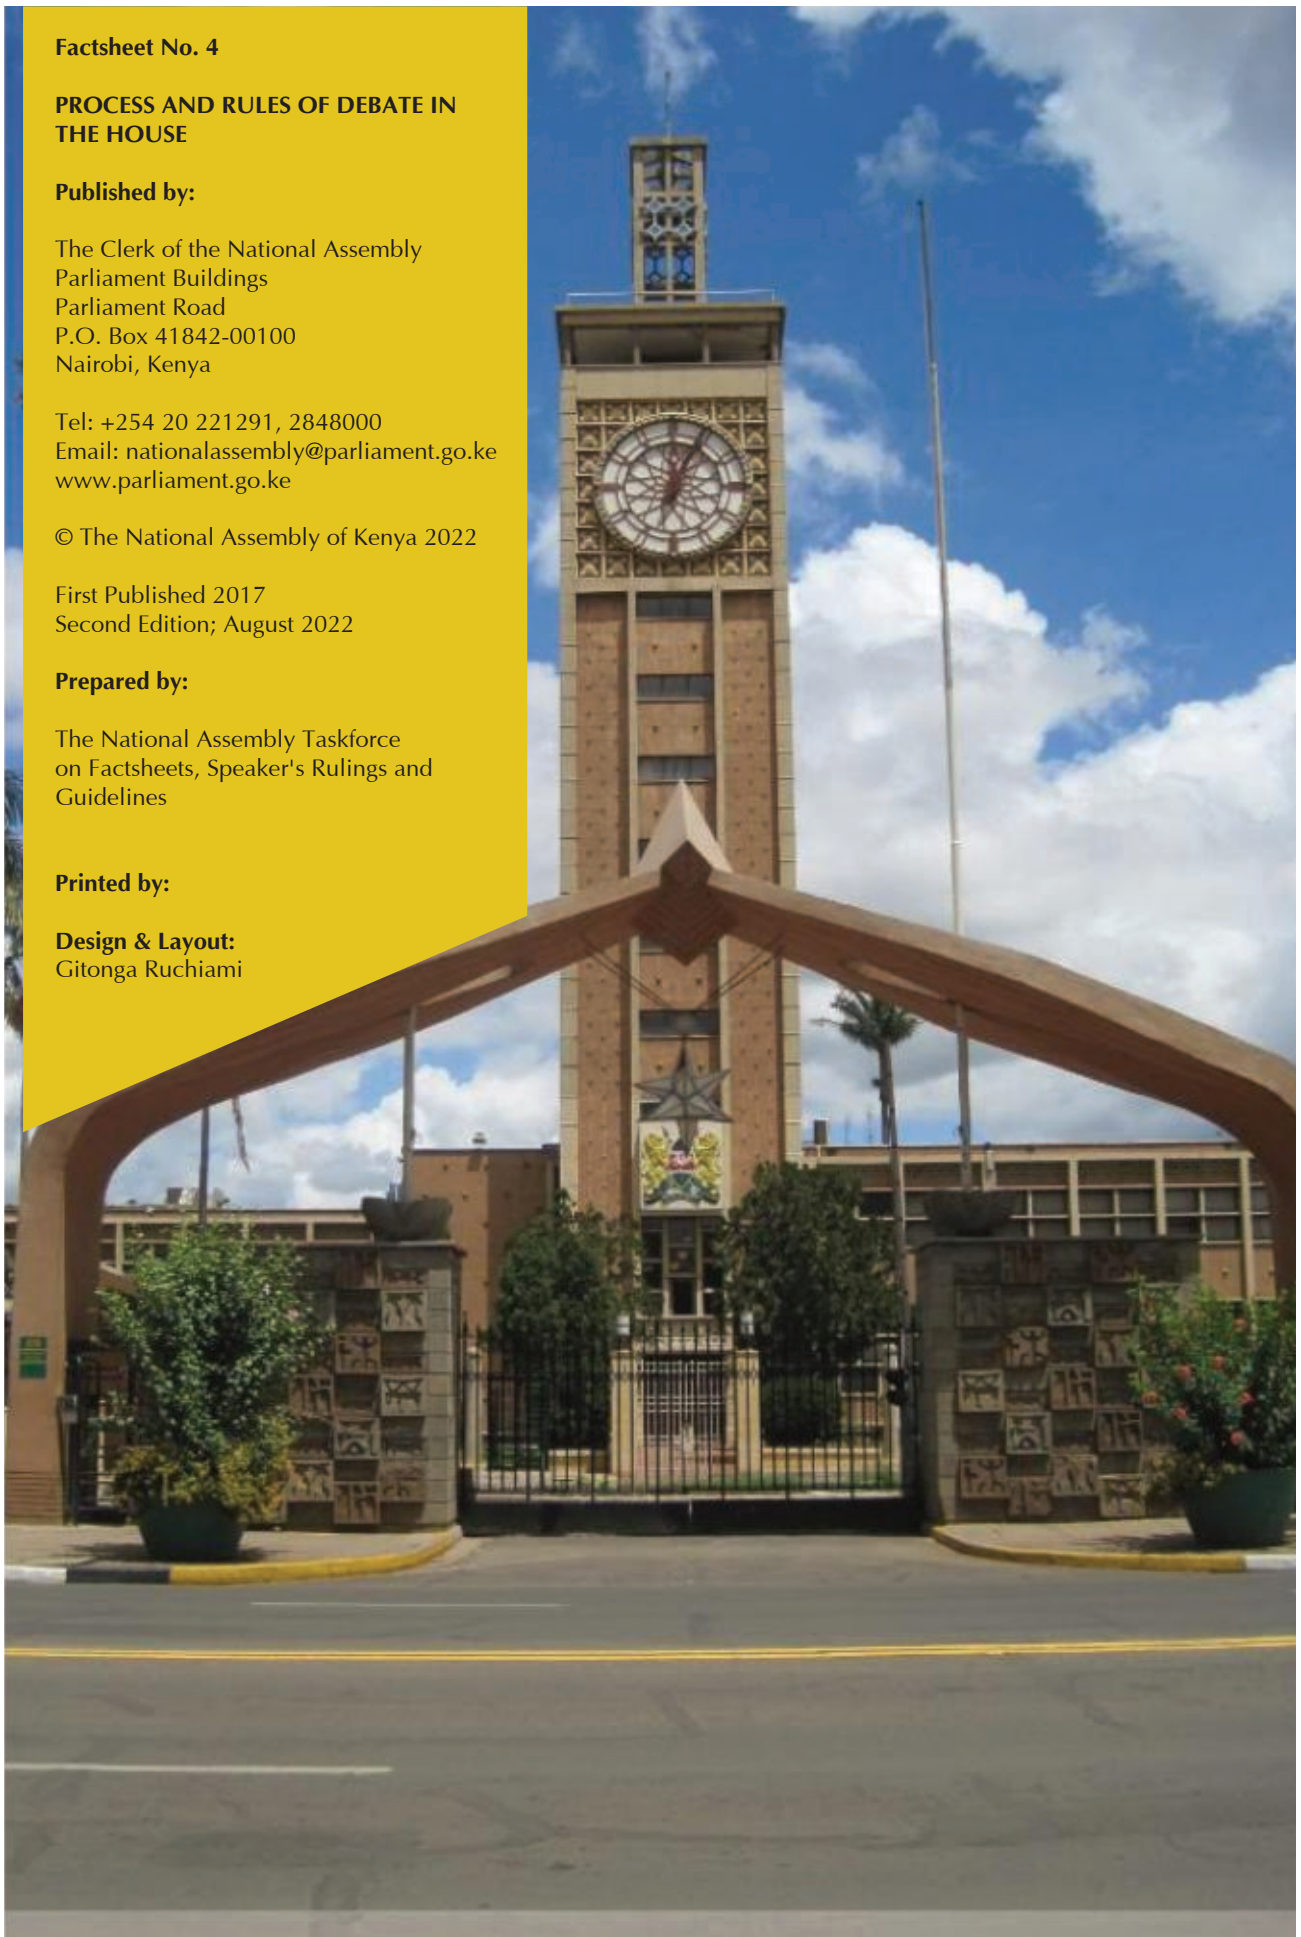 Factsheet No. 4
PROCESS AND RULES OF DEBATE IN
THE HOUSE
Published by:
The Clerk of the National Assembly
Parliament Buildings
Parliament Road
P.O. Box 41842-00100
Nairobi, Kenya
Tel: +254 20 221291, 2848000
Email: nationalassembly@parliament.go.ke
www.parliament.go.ke
© The National Assembly of Kenya 2022
First Published 2017
Second Edition; August 2022
Prepared by:
The National Assembly Taskforce
on Factsheets, Speaker's Rulings and
Guidelines
Printed by:
Design & Layout:
Gitonga Ruchiami